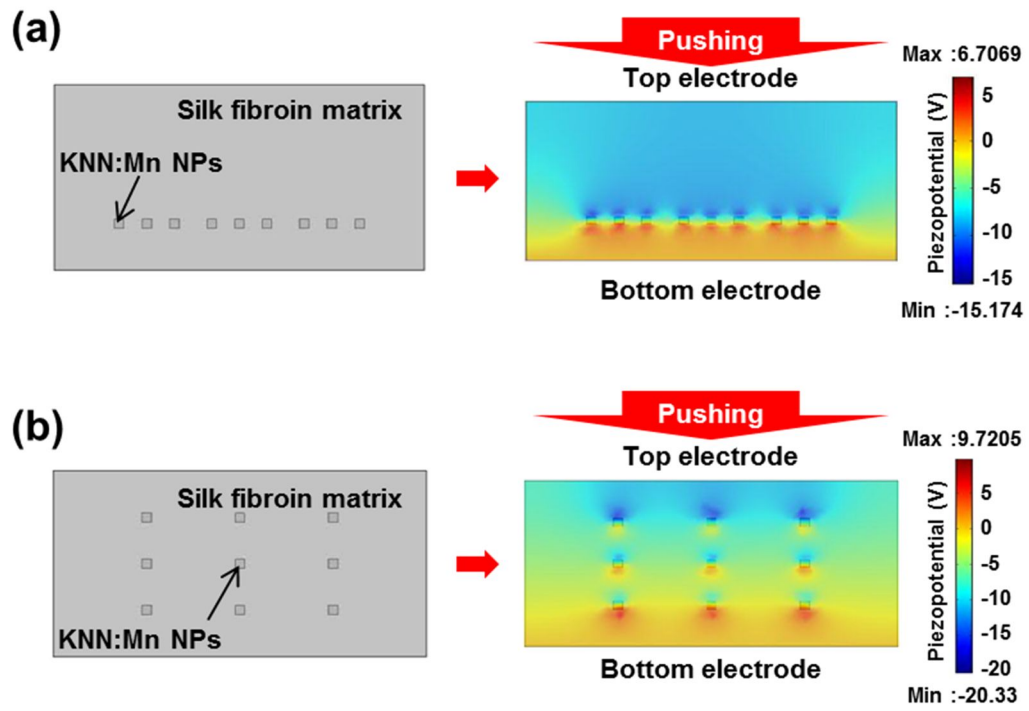 (a)
Silk fibroin matrix
KNN:Mn NPs
Pushing
Top electrode
Bottom electrode
Max :6.7069
5
0
-5
-10
-15
Piezopotential (V)
Min :-15.174
(b)
Silk fibroin matrix
KNN:Mn NPs
Pushing
Top electrode
Bottom electrode
Max :9.7205
5
0
-5
-10
-15
-20
Piezopotential (V)
Min :-20.33